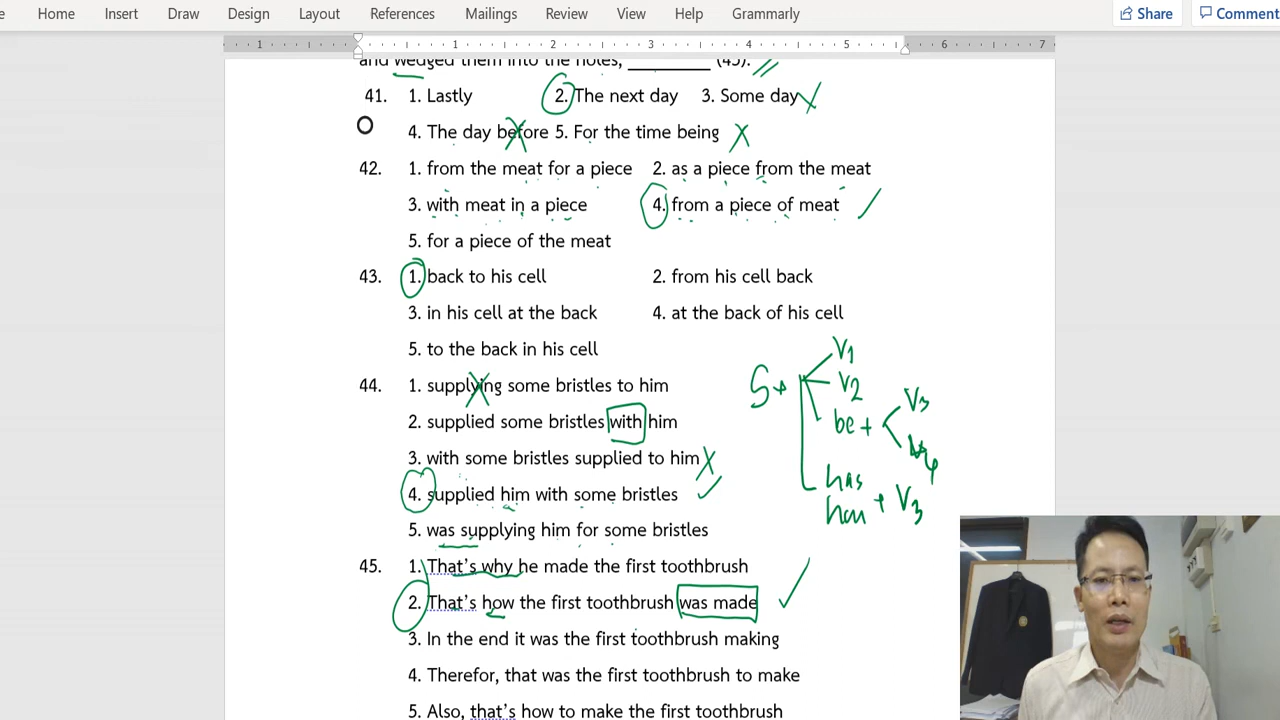 Home Insert Draw Design Layout References Mailings Review View Help Grammarly Share Comment
1 1 2 3 4 5 6 7
and wedged them into the holes, __________ (45).
41. 1. Lastly 2. The next day 3. Some day
4. The day before 5. For the time being
42. 1. from the meat for a piece 2. as a piece from the meat
3. with meat in a piece 4. from a piece of meat
5. for a piece of the meat
43. 1. back to his cell 2. from his cell back
3. in his cell at the back 4. at the back of his cell
5. to the back in his cell
44. 1. supplying some bristles to him
2. supplied some bristles with him
3. with some bristles supplied to him
4. supplied him with some bristles
5. was supplying him for some bristles
S+
V1
V2
be + V3
has
+ V3
45. 1. That's why he made the first toothbrush
2. That's how the first toothbrush was made
3. In the end it was the first toothbrush making
4. Therefor, that was the first toothbrush to make
5. Also, that's how to make the first toothbrush